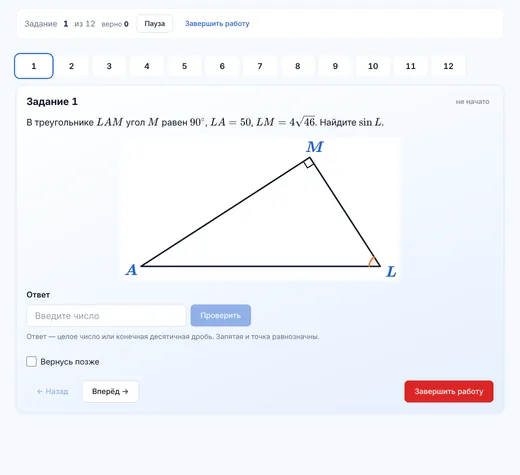 Задание 1 из 12 верно 0 Пауза Завершить работу
1 2 3 4 5 6 7 8 9 10 11 12
Задание 1 не начато
В треугольнике LAM угол M равен 90°, LA = 50, LM = 4√46. Найдите sin L.
M
A L
Ответ
Введите число Проверить
Ответ — целое число или конечная десятичная дробь. Запятая и точка равнозначны.
Вернусь позже
← Назад Вперёд → Завершить работу